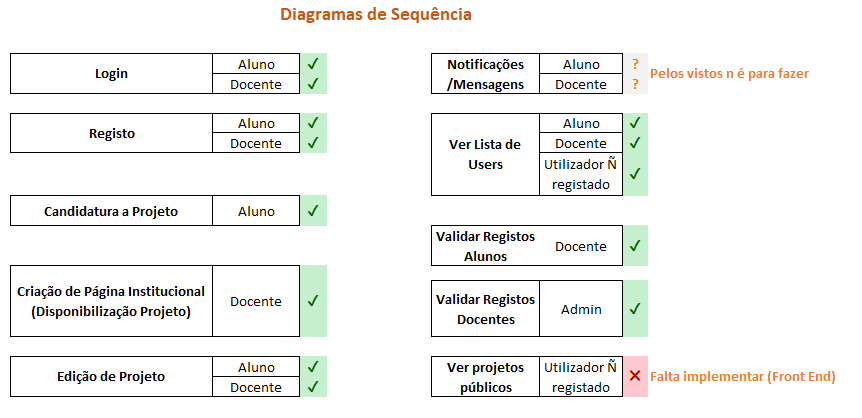 Diagramas de Sequência
Login
Aluno ✓
Docente ✓
Registo
Aluno ✓
Docente ✓
Candidatura a Projeto
Aluno ✓
Criação de Página Institucional
(Disponibilização Projeto)
Docente ✓
Edição de Projeto
Aluno ✓
Docente ✓
Notificações
/Mensagens
Aluno ?
Docente ?
Pelos vistos n é para fazer
Ver Lista de
Users
Aluno ✓
Docente ✓
Utilizador Ñ
registado ✓
Validar Registos
Alunos
Docente ✓
Validar Registos
Docentes
Admin ✓
Ver projetos
públicos
Utilizador Ñ
registado ✕
Falta implementar (Front End)